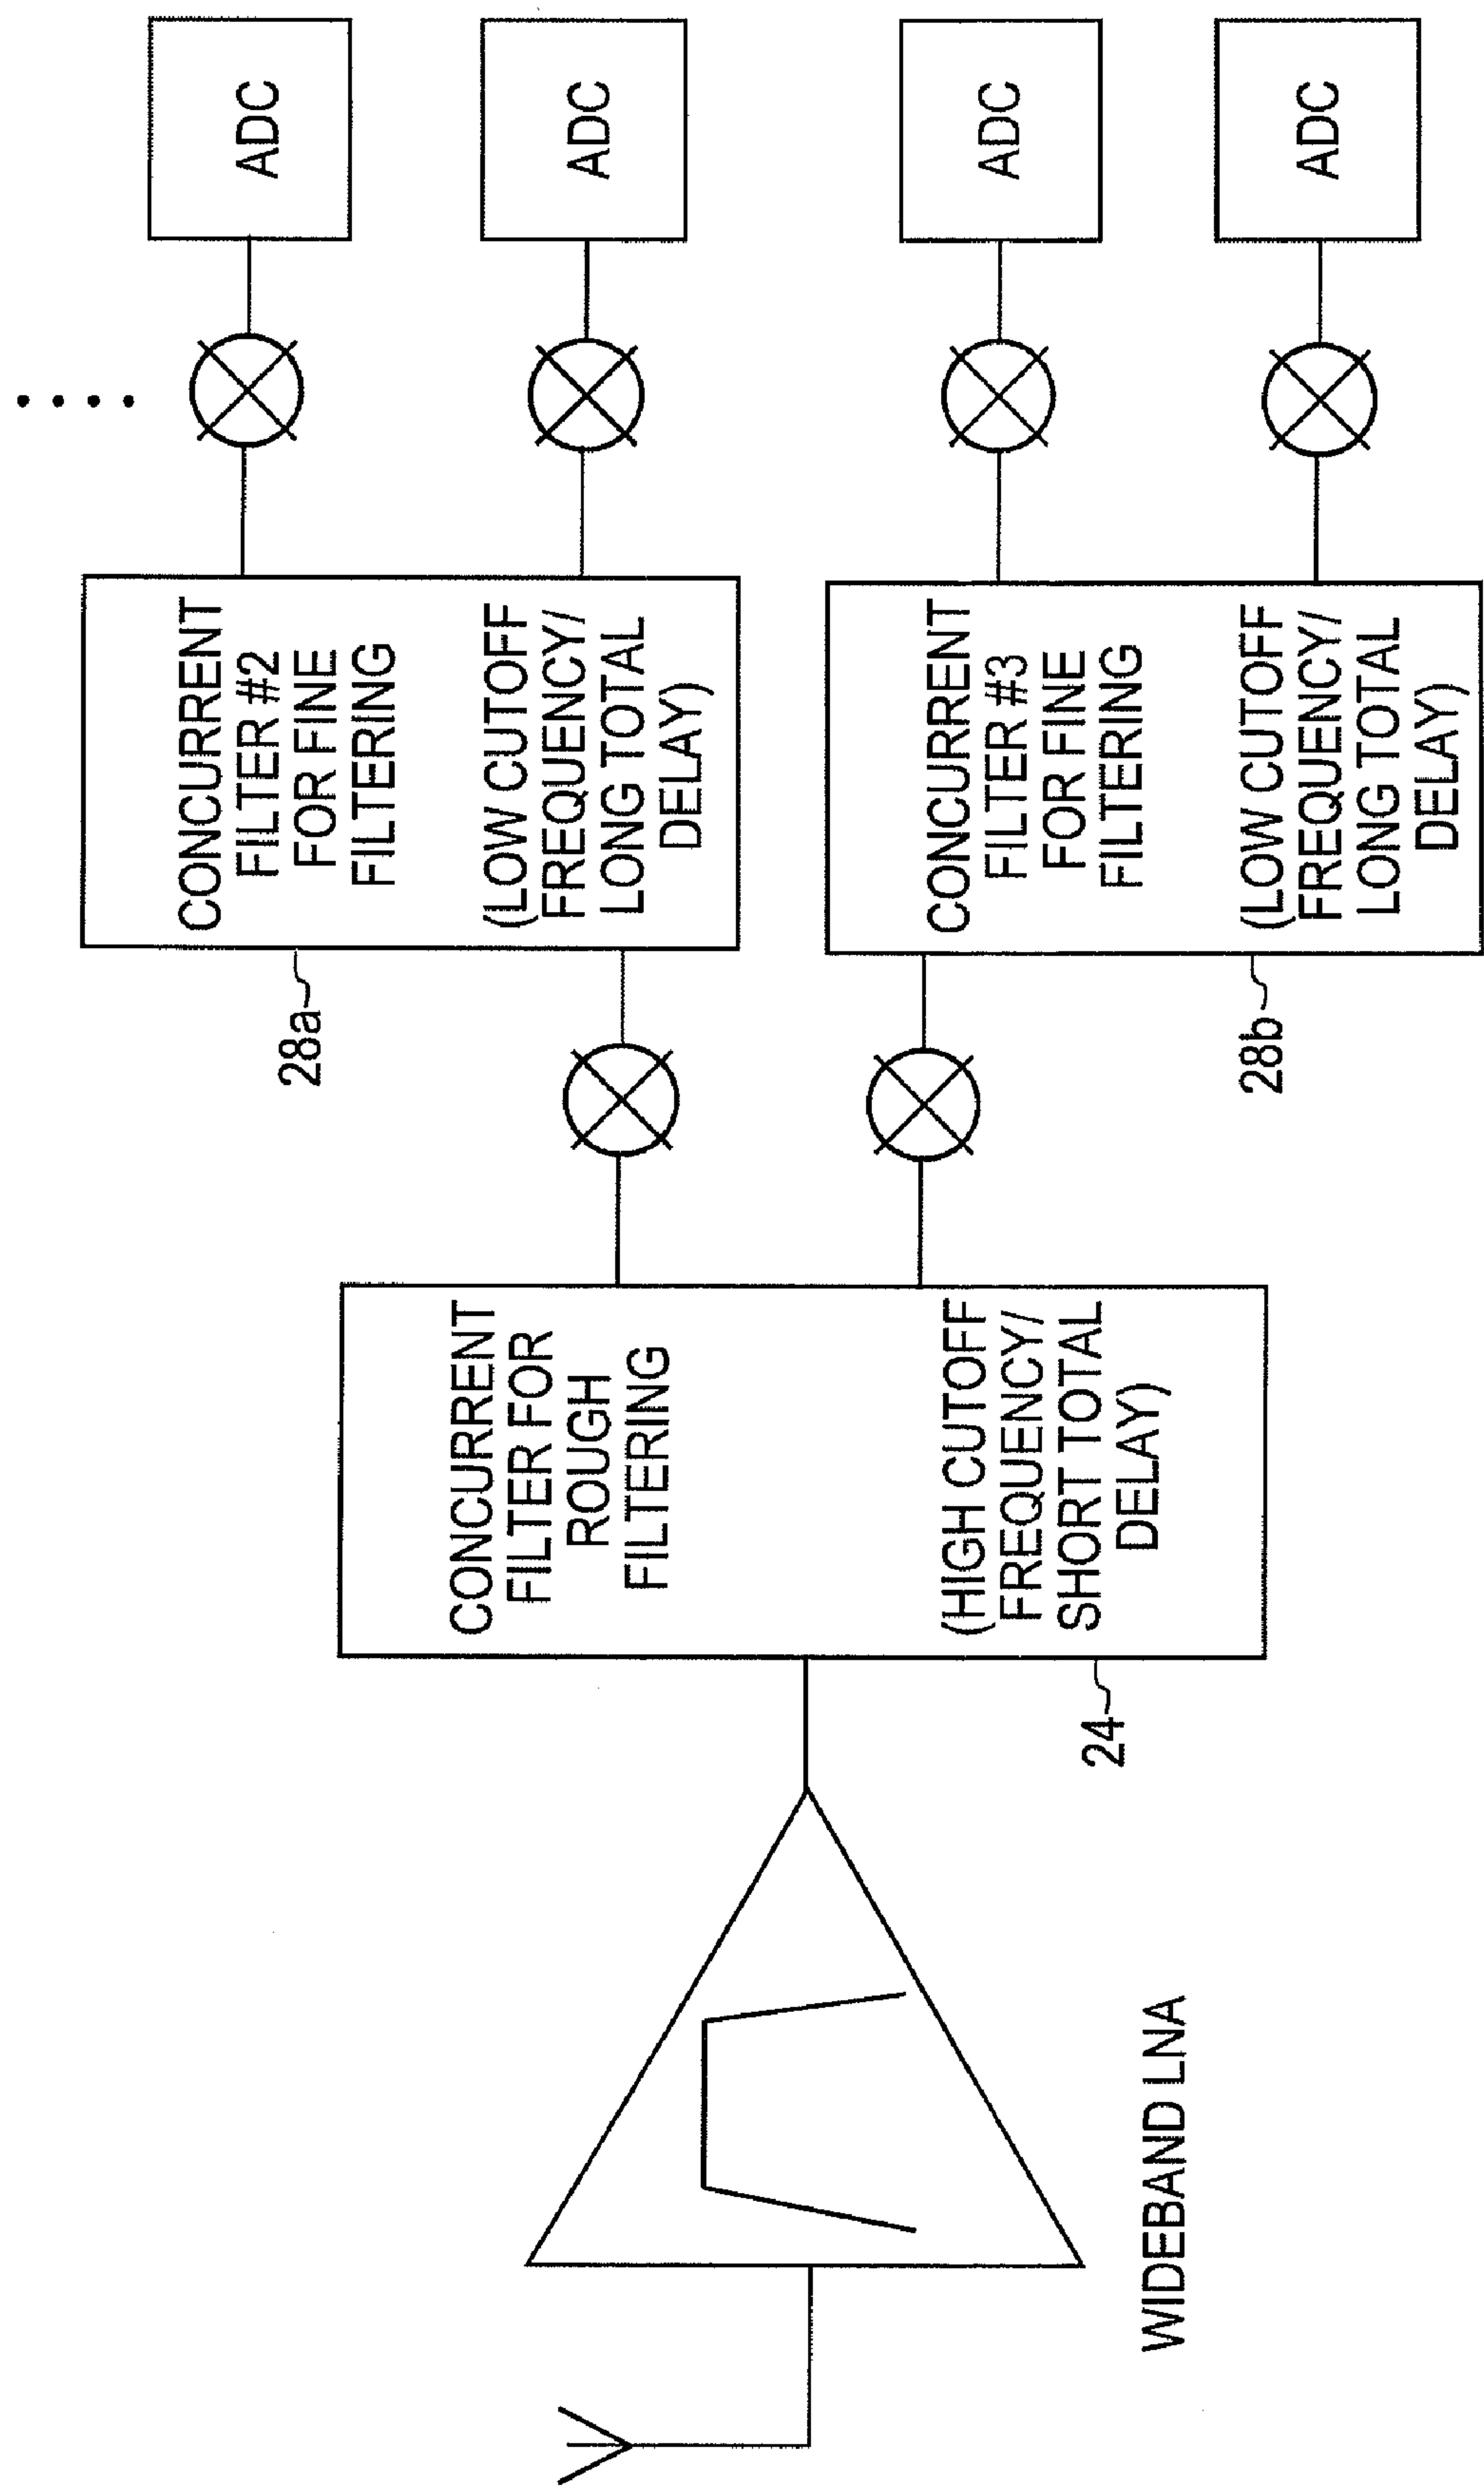 WIDEBAND LNA
CONCURRENT
FILTER FOR
ROUGH
FILTERING
(HIGH CUTOFF
FREQUENCY/
SHORT TOTAL
DELAY)
24
CONCURRENT
FILTER #2
FOR FINE
FILTERING
(LOW CUTOFF
FREQUENCY/
LONG TOTAL
DELAY)
28a
CONCURRENT
FILTER #3
FOR FINE
FILTERING
(LOW CUTOFF
FREQUENCY/
LONG TOTAL
DELAY)
28b
ADC
ADC
ADC
ADC